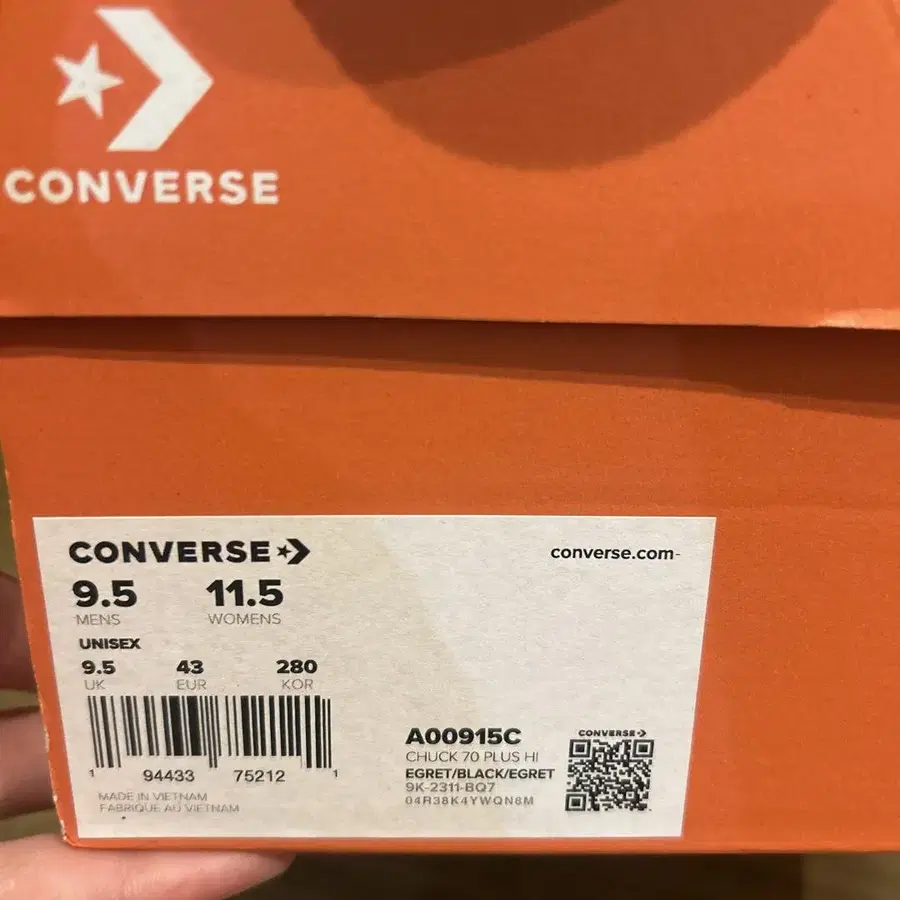 CONVERSE
CONVERSE
converse.com
9.5 11.5
MENS WOMENS
UNISEX
9.5 43 280
UK EUR KOR
1 94433 75212 1
MADE IN VIETNAM
FABRIQUE AU VIETNAM
A00915C
CHUCK 70 PLUS HI
EGRET/BLACK/EGRET
9K-2311-BQ7
04R38K4YWQN8M
CONVERSE